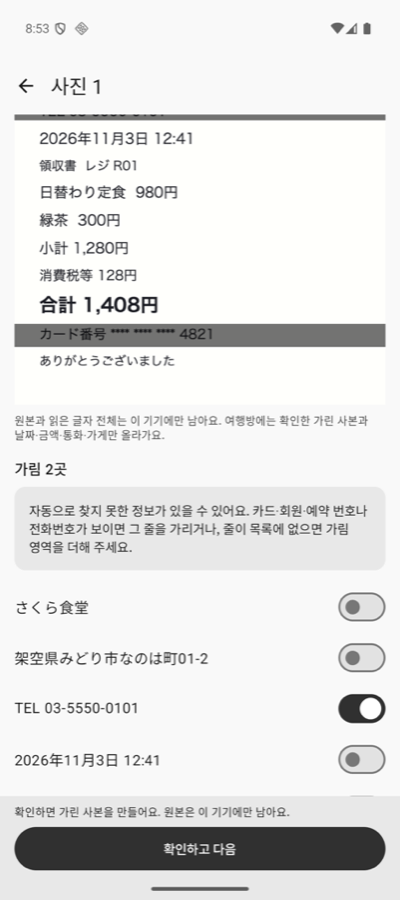 8:53
사진 1
TEL 03-5550-0101
2026年11月3日 12:41
領収書 レジ R01
日替わり定食 980円
緑茶 300円
小計 1,280円
消費税等 128円
合計 1,408円
カード番号 **** **** **** 4821
ありがとうございました
원본과 읽은 글자 전체는 이 기기에만 남아요. 여행방에는 확인한 가린 사본과
날짜·금액·통화·가게만 올라가요.
가림 2곳
자동으로 찾지 못한 정보가 있을 수 있어요. 카드·회원·예약 번호나
전화번호가 보이면 그 줄을 가리거나, 줄이 목록에 없으면 가림
영역을 더해 주세요.
さくら食堂
架空県みどり市なのは町01-2
TEL 03-5550-0101
2026年11月3日 12:41
확인하면 가린 사본을 만들어요. 원본은 이 기기에만 남아요.
확인하고 다음